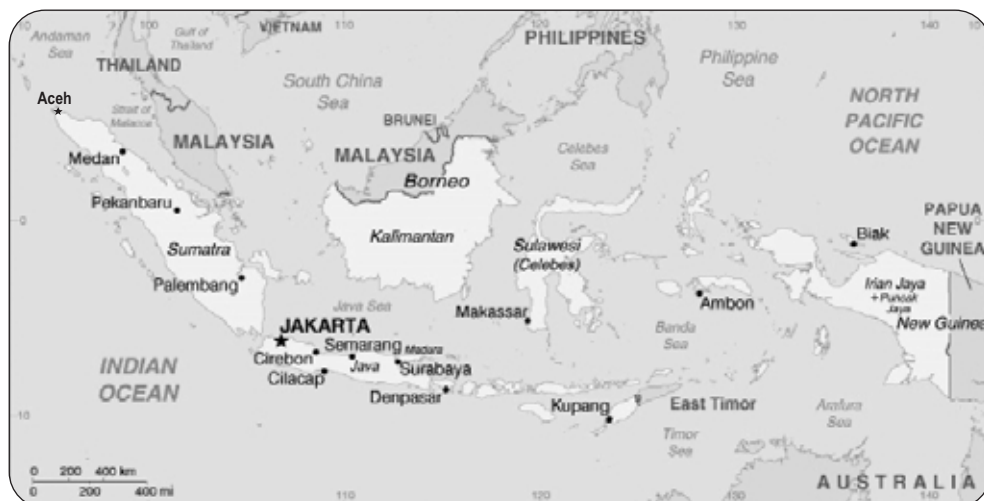 100
110
120
130
140
Andaman
Sea
Gulf of
Thailand
VIETNAM
THAILAND
South China
Sea
PHILIPPINES
Philippine
Sea
NORTH
PACIFIC
OCEAN
Aceh
Strait of
Malacca
MALAYSIA
BRUNEI
MALAYSIA
Borneo
Celebes
Sea
Medan
Pekanbaru
0
Sumatra
Kalimantan
Sulawesi
(Celebes)
Biak
PAPUA
NEW
GUINEA
Palembang
Java Sea
Makassar
Ambon
Irian Jaya
+ Puncak
Jaya
New Guinea
Banda
Sea
JAKARTA
Semarang
Madura
Cirebon
Java
Surabaya
Cilacap
Denpasar
INDIAN
OCEAN
Kupang
East Timor
Timor
Sea
Arafura
Sea
10
0 200 400 km
0 200 400 mi
110
120
AUSTRALIA